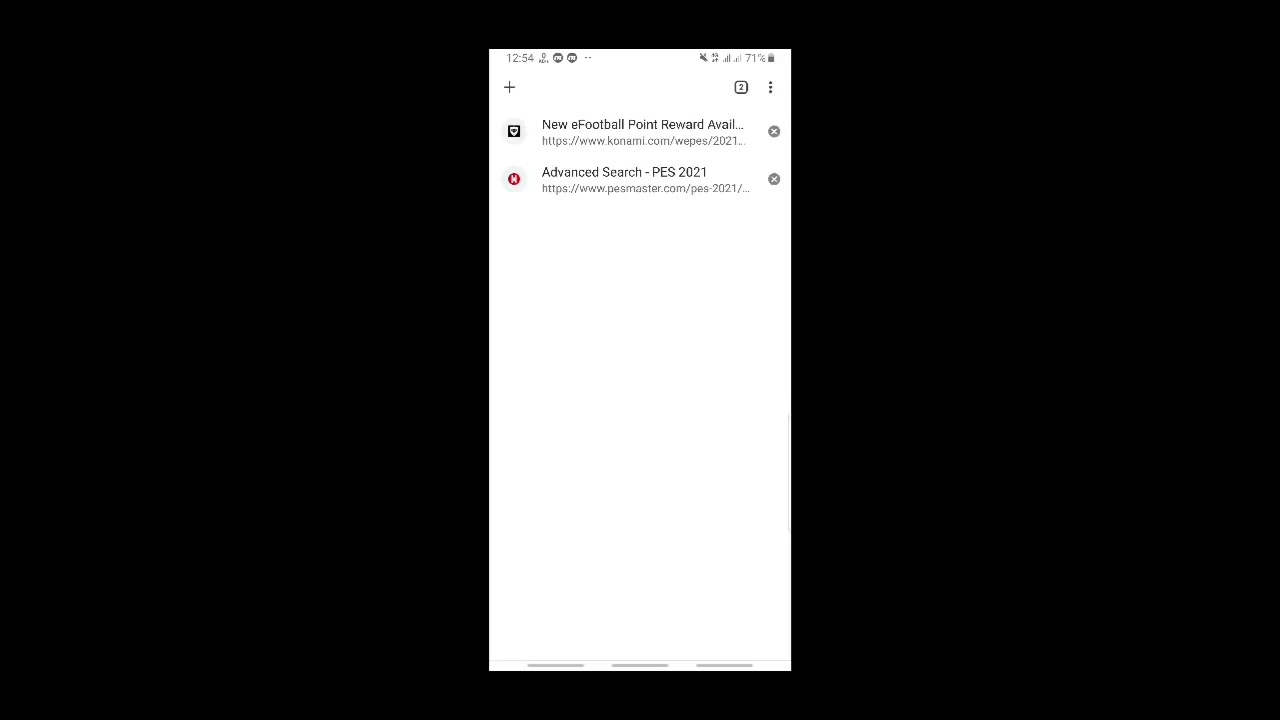 12:54
71%
2
New eFootball Point Reward Avail...
https://www.konami.com/wepes/2021...
Advanced Search - PES 2021
https://www.pesmaster.com/pes-2021/...